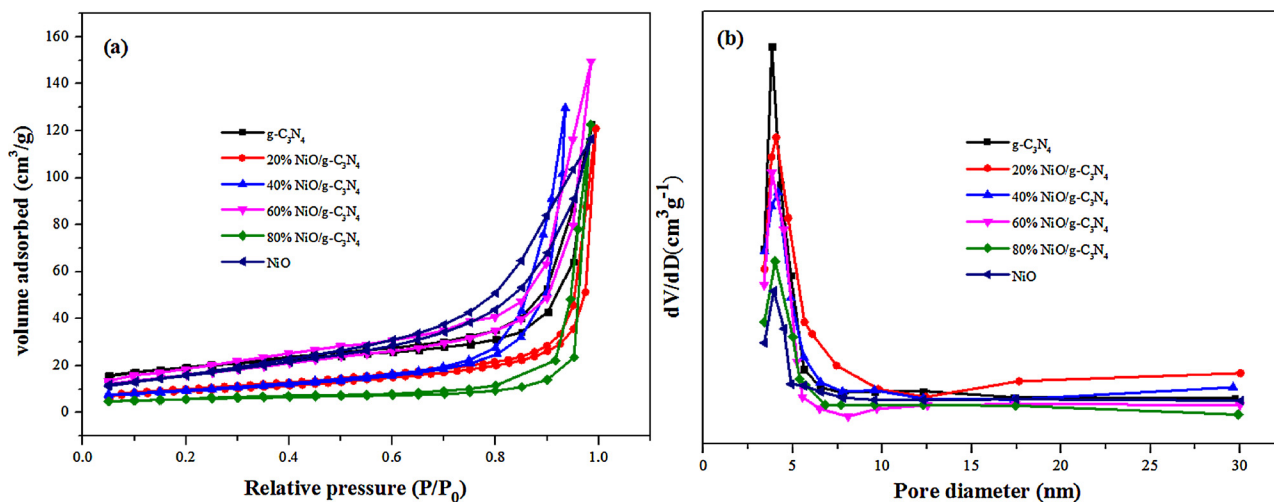 (a)
volume adsorbed (cm³/g)
160
140
120
100
80
60
40
20
0
g-C₃N₄
20% NiO/g-C₃N₄
40% NiO/g-C₃N₄
60% NiO/g-C₃N₄
80% NiO/g-C₃N₄
NiO
0.0 0.2 0.4 0.6 0.8 1.0
Relative pressure (P/P₀)
(b)
dV/dD(cm³g⁻¹)
g-C₃N₄
20% NiO/g-C₃N₄
40% NiO/g-C₃N₄
60% NiO/g-C₃N₄
80% NiO/g-C₃N₄
NiO
0 5 10 15 20 25 30
Pore diameter (nm)